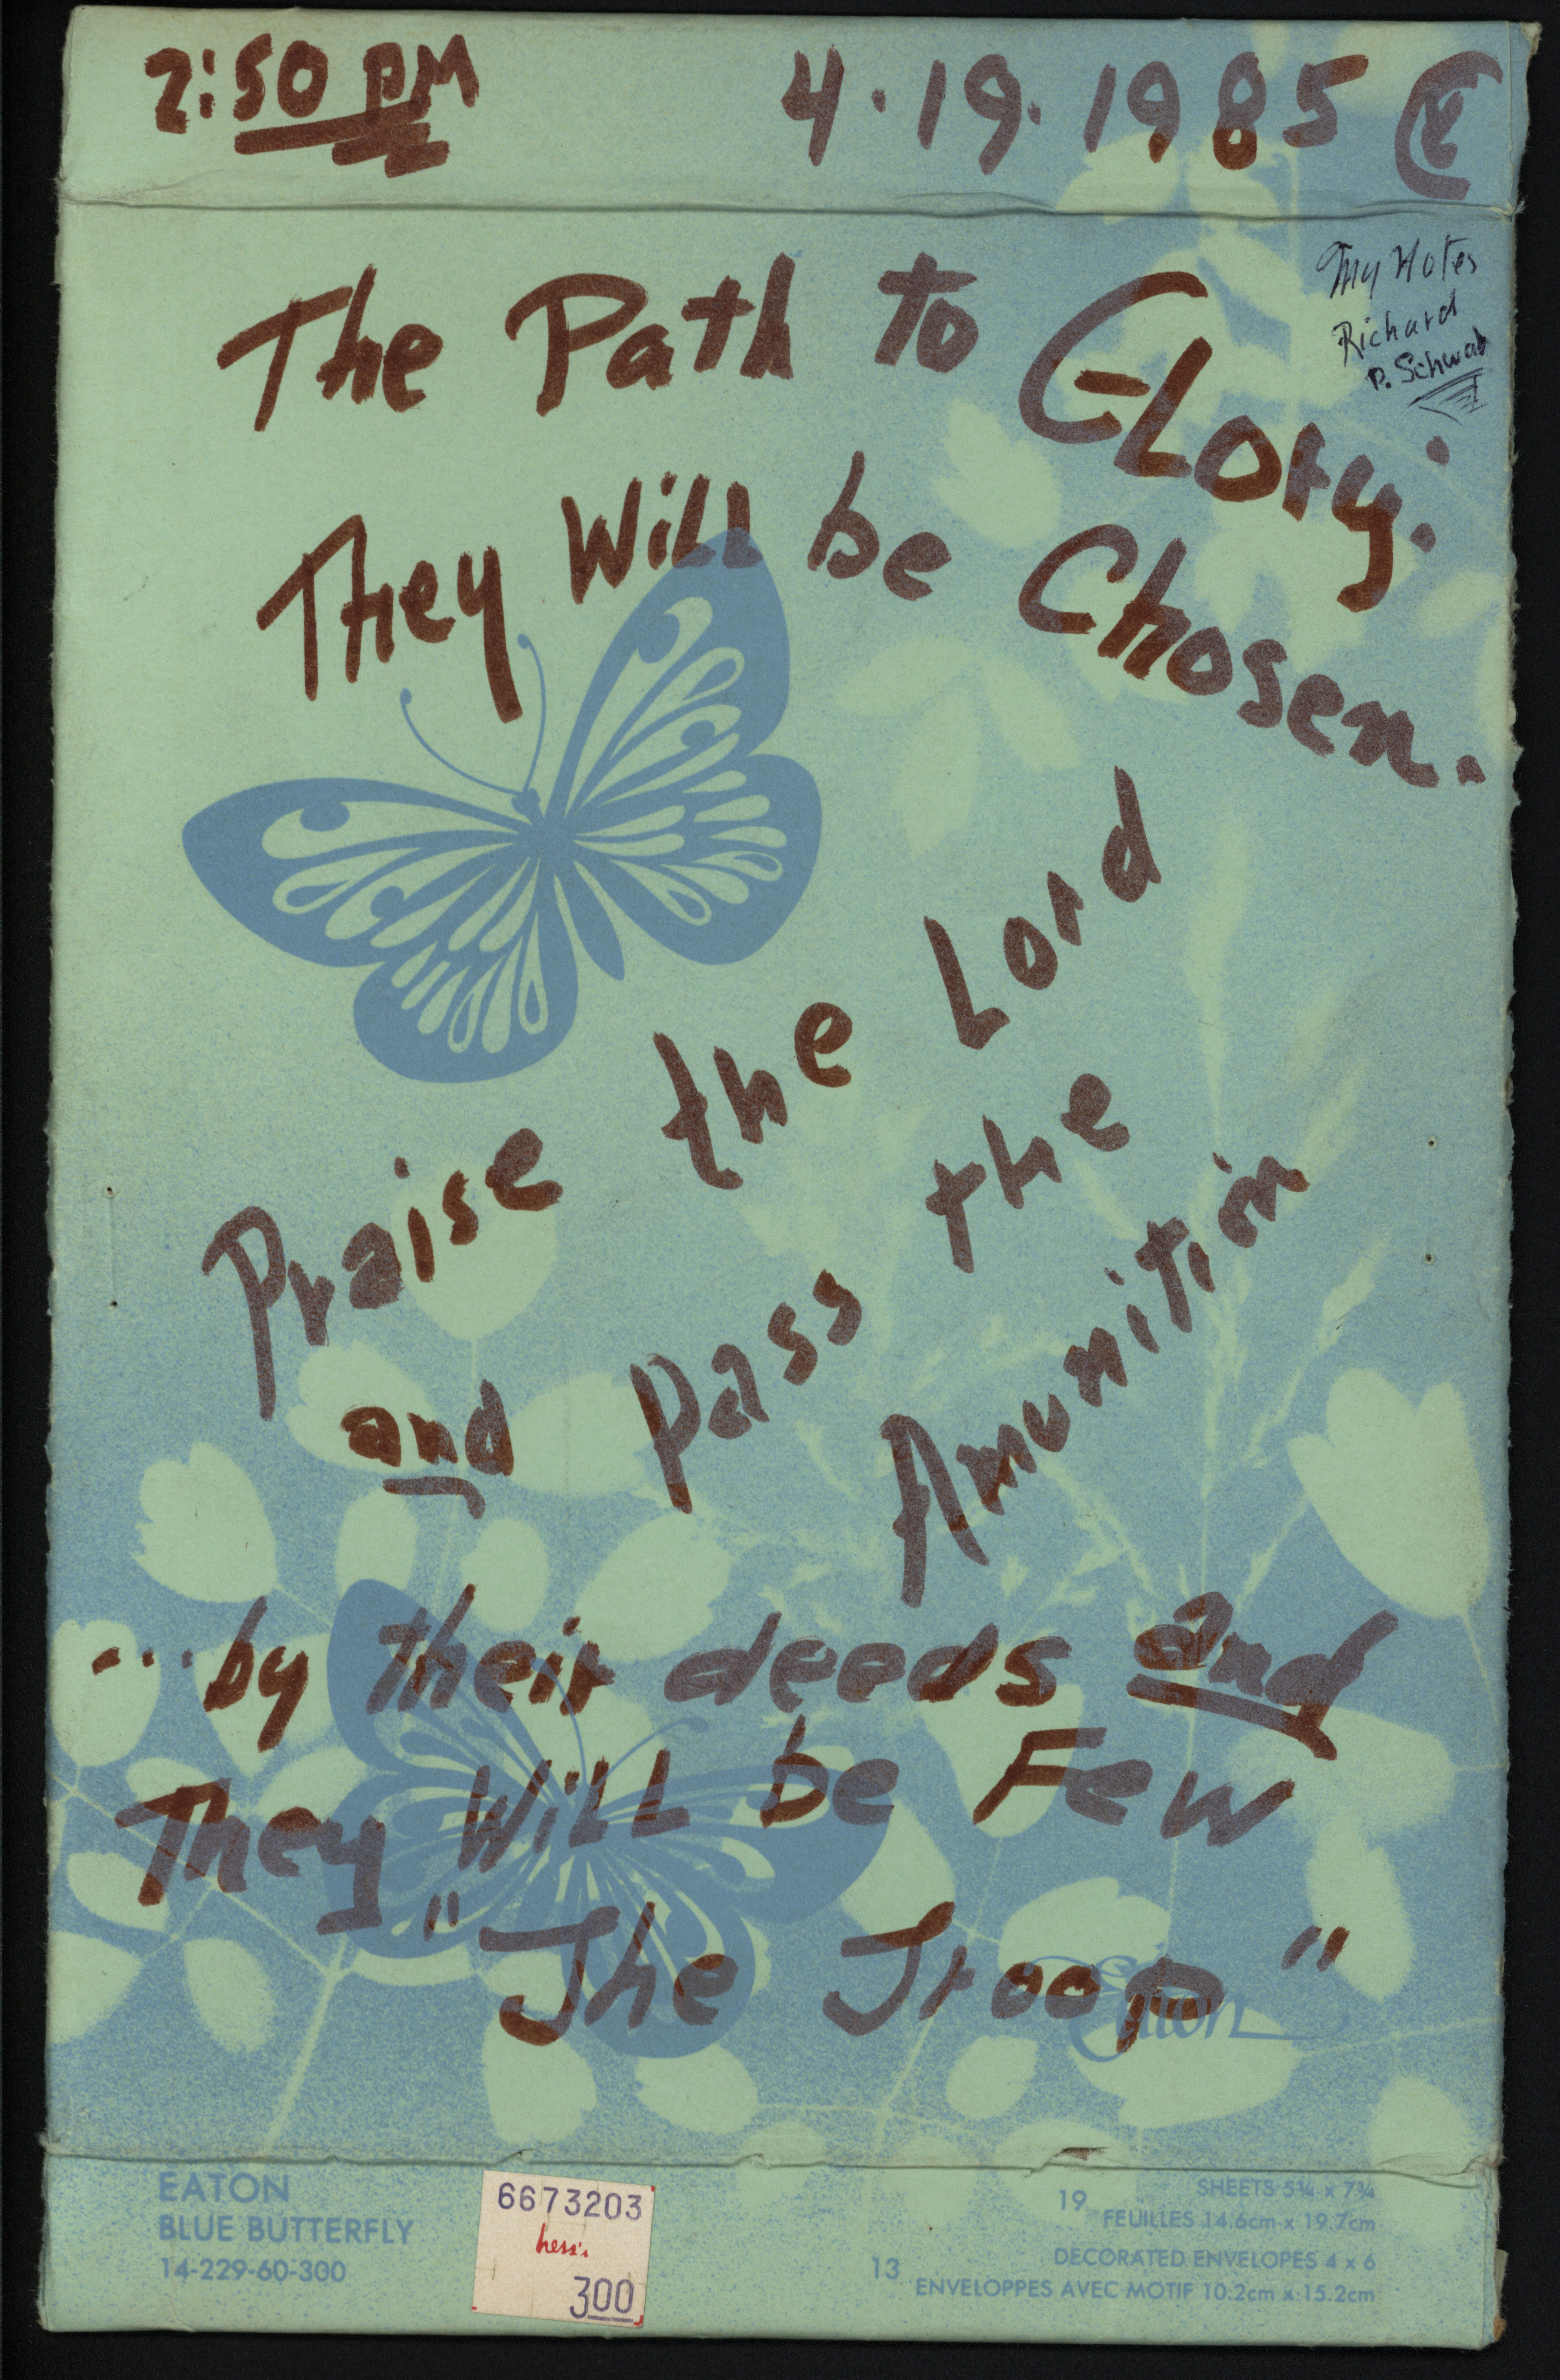 2:50 PM 4·19·1985
My Notes
Richard
P. Schwab
The Path to GLory:
They Will be Chosen.
Praise the Lord
and pass the
Amunition
...by their deeds and
They Will be Few
"The Troop"
Eaton
EATON
BLUE BUTTERFLY
14-229-60-300
6673203
hess's
300
19 SHEETS 5¾ x 7¾
FEUILLES 14.6cm x 19.7cm
13 DECORATED ENVELOPES 4 x 6
ENVELOPPES AVEC MOTIF 10.2cm x 15.2cm